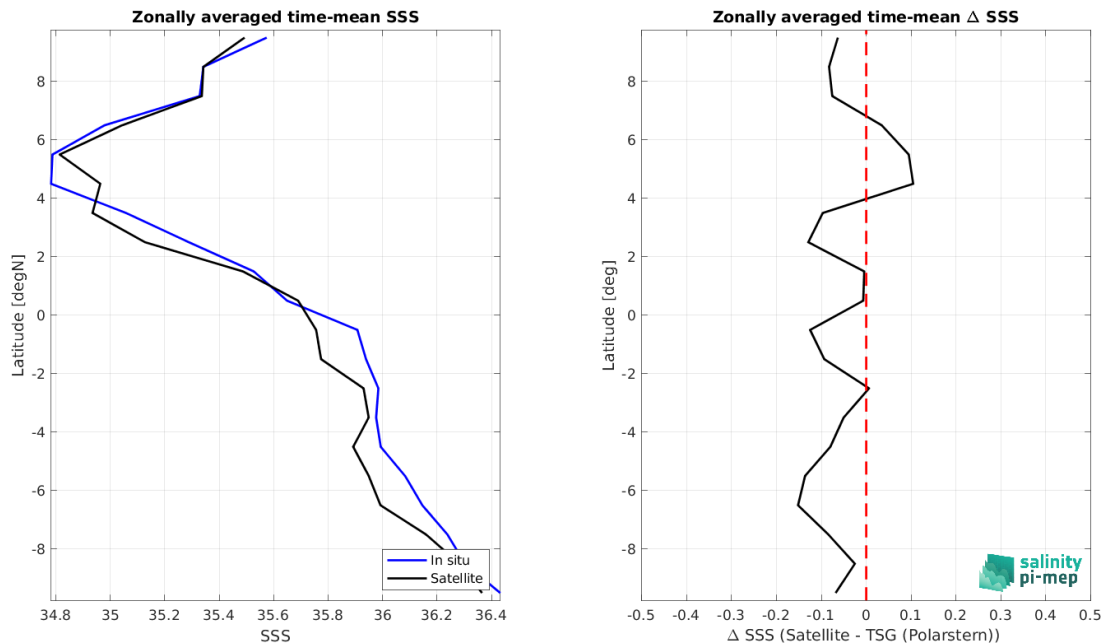 Zonally averaged time-mean SSS
Latitude [degN]
8
6
4
2
0
-2
-4
-6
-8
34.8 35 35.2 35.4 35.6 35.8 36 36.2 36.4
SSS
In situ
Satellite
Zonally averaged time-mean Δ SSS
Latitude [deg]
8
6
4
2
0
-2
-4
-6
-8
-0.5 -0.4 -0.3 -0.2 -0.1 0 0.1 0.2 0.3 0.4 0.5
Δ SSS (Satellite - TSG (Polarstern))
salinity
pi-mep